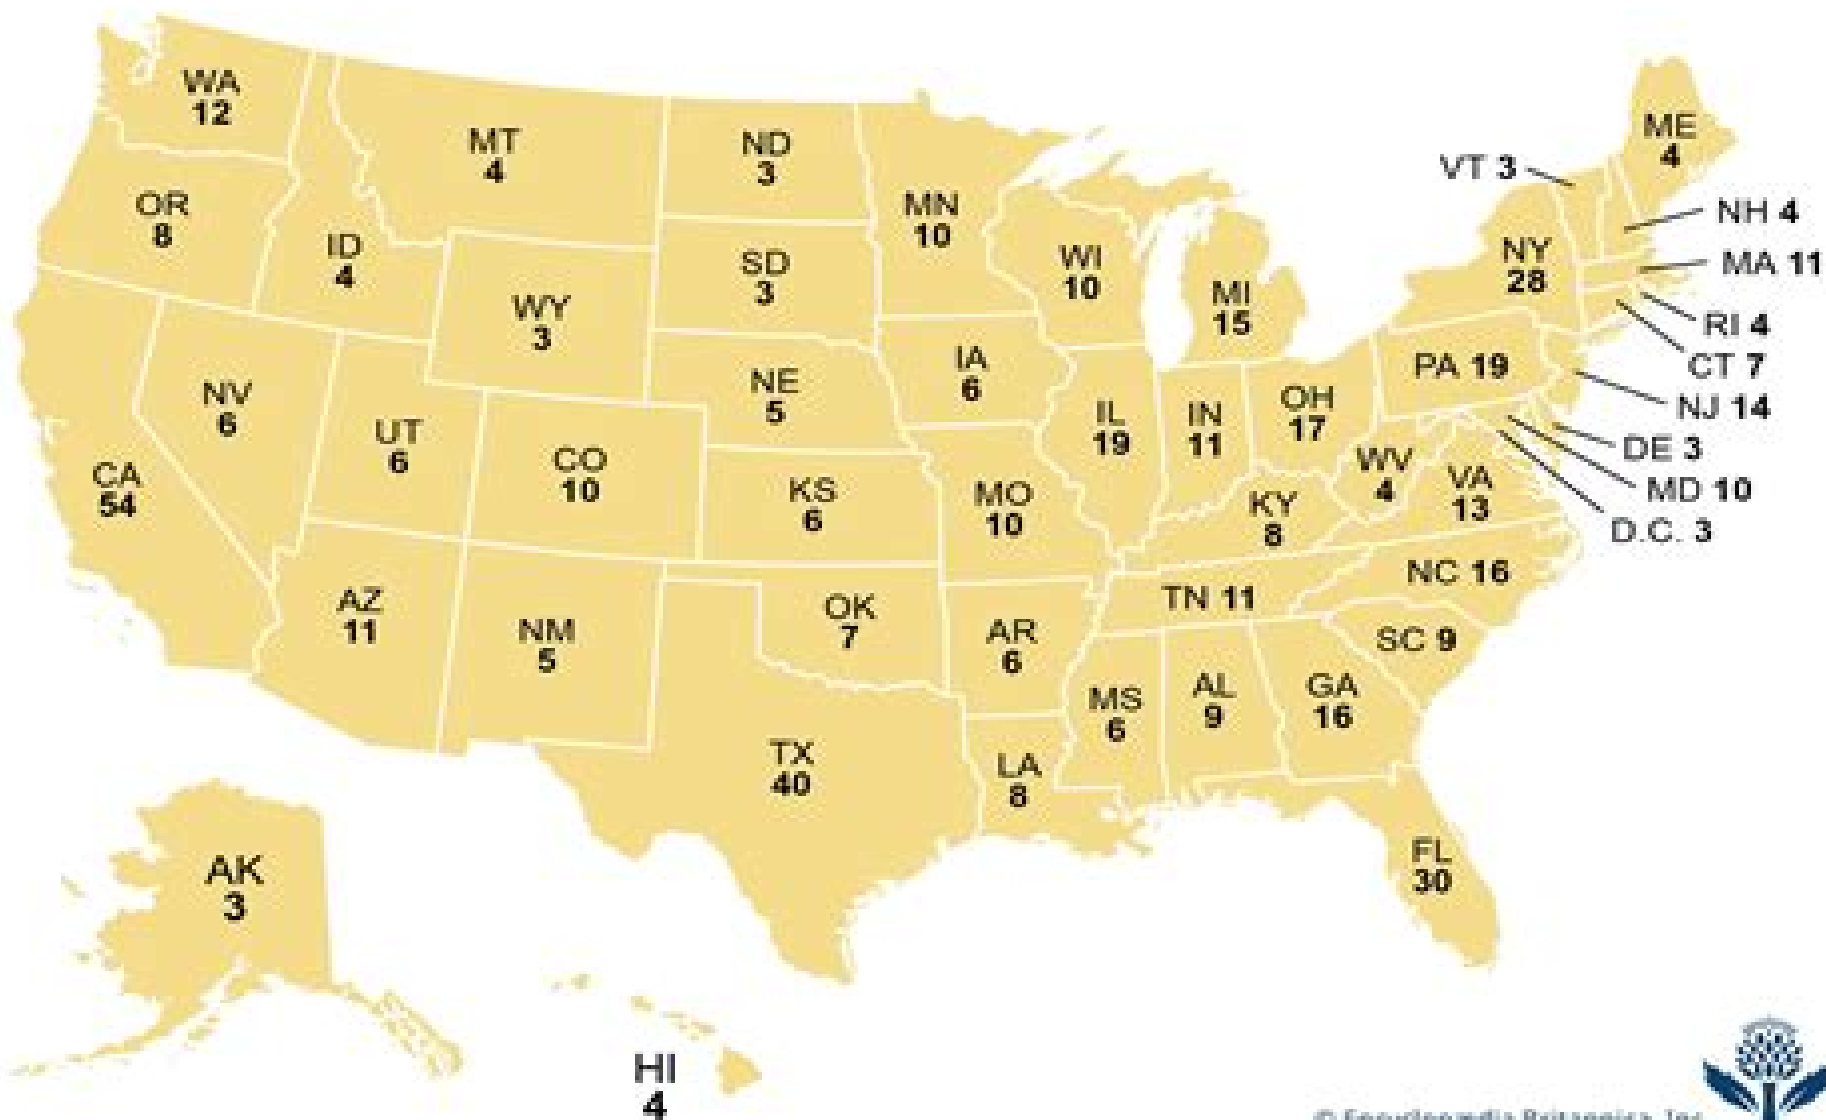 WA
12
MT
4
ND
3
ME
4
VT 3
OR
8
MN
10
NH 4
ID
4
SD
3
WI
10
NY
28
MA 11
WY
3
MI
15
RI 4
IA
6
PA 19
CT 7
NV
6
NE
5
NJ 14
UT
6
IL
19
IN
11
OH
17
DE 3
CO
10
CA
54
KS
6
MO
10
WV
4
VA
13
MD 10
KY
8
D.C. 3
NC 16
AZ
11
NM
5
OK
7
TN 11
AR
6
SC 9
MS
6
AL
9
GA
16
TX
40
LA
8
AK
3
FL
30
HI
4
© Encyclopædia Britannica, Inc.